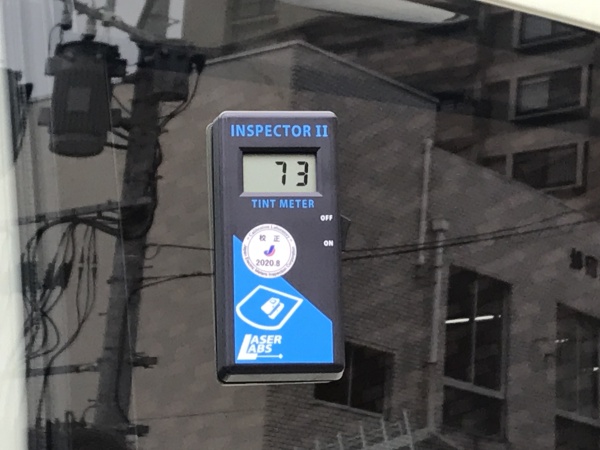 INSPECTOR II
73
TINT METER
OFF
ON
校 正
J
2020.8
LASER
LABS